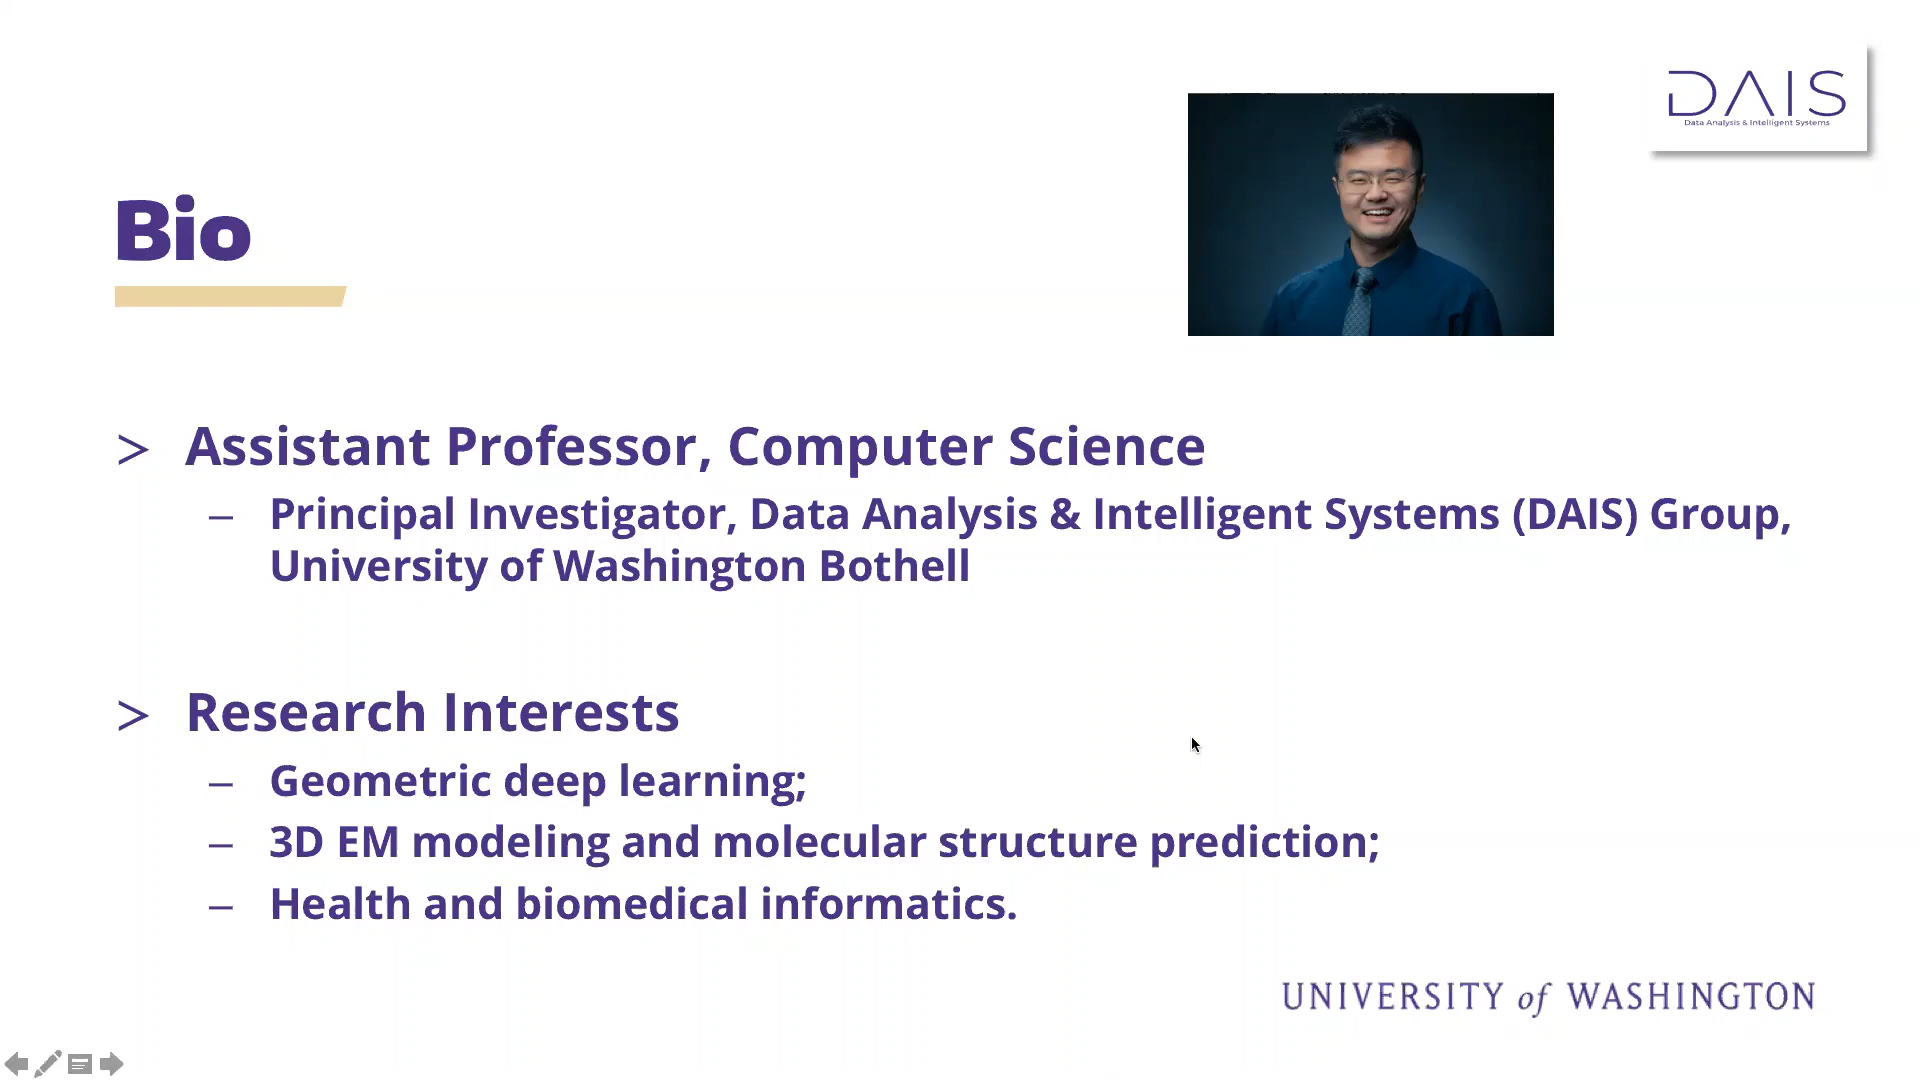 DAIS
Data Analysis & Intelligent Systems
Bio
> Assistant Professor, Computer Science
– Principal Investigator, Data Analysis & Intelligent Systems (DAIS) Group,
University of Washington Bothell
> Research Interests
– Geometric deep learning;
– 3D EM modeling and molecular structure prediction;
– Health and biomedical informatics.
UNIVERSITY of WASHINGTON